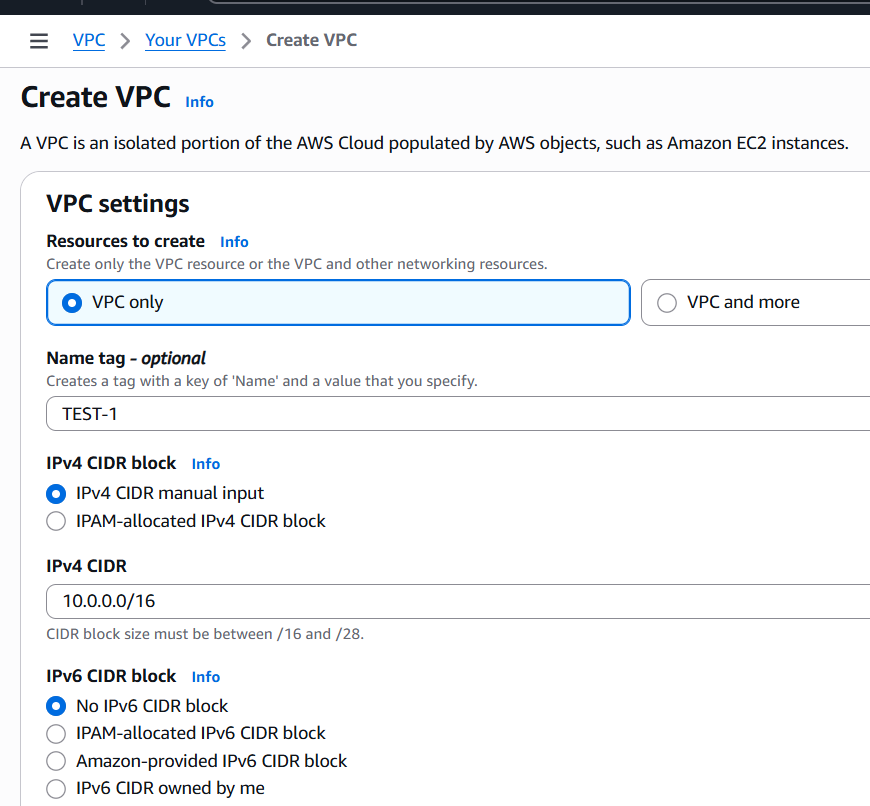 VPC > Your VPCs > Create VPC
Create VPC Info
A VPC is an isolated portion of the AWS Cloud populated by AWS objects, such as Amazon EC2 instances.
VPC settings
Resources to create Info
Create only the VPC resource or the VPC and other networking resources.
VPC only
VPC and more
Name tag - optional
Creates a tag with a key of 'Name' and a value that you specify.
TEST-1
IPv4 CIDR block Info
IPv4 CIDR manual input
IPAM-allocated IPv4 CIDR block
IPv4 CIDR
10.0.0.0/16
CIDR block size must be between /16 and /28.
IPv6 CIDR block Info
No IPv6 CIDR block
IPAM-allocated IPv6 CIDR block
Amazon-provided IPv6 CIDR block
IPv6 CIDR owned by me